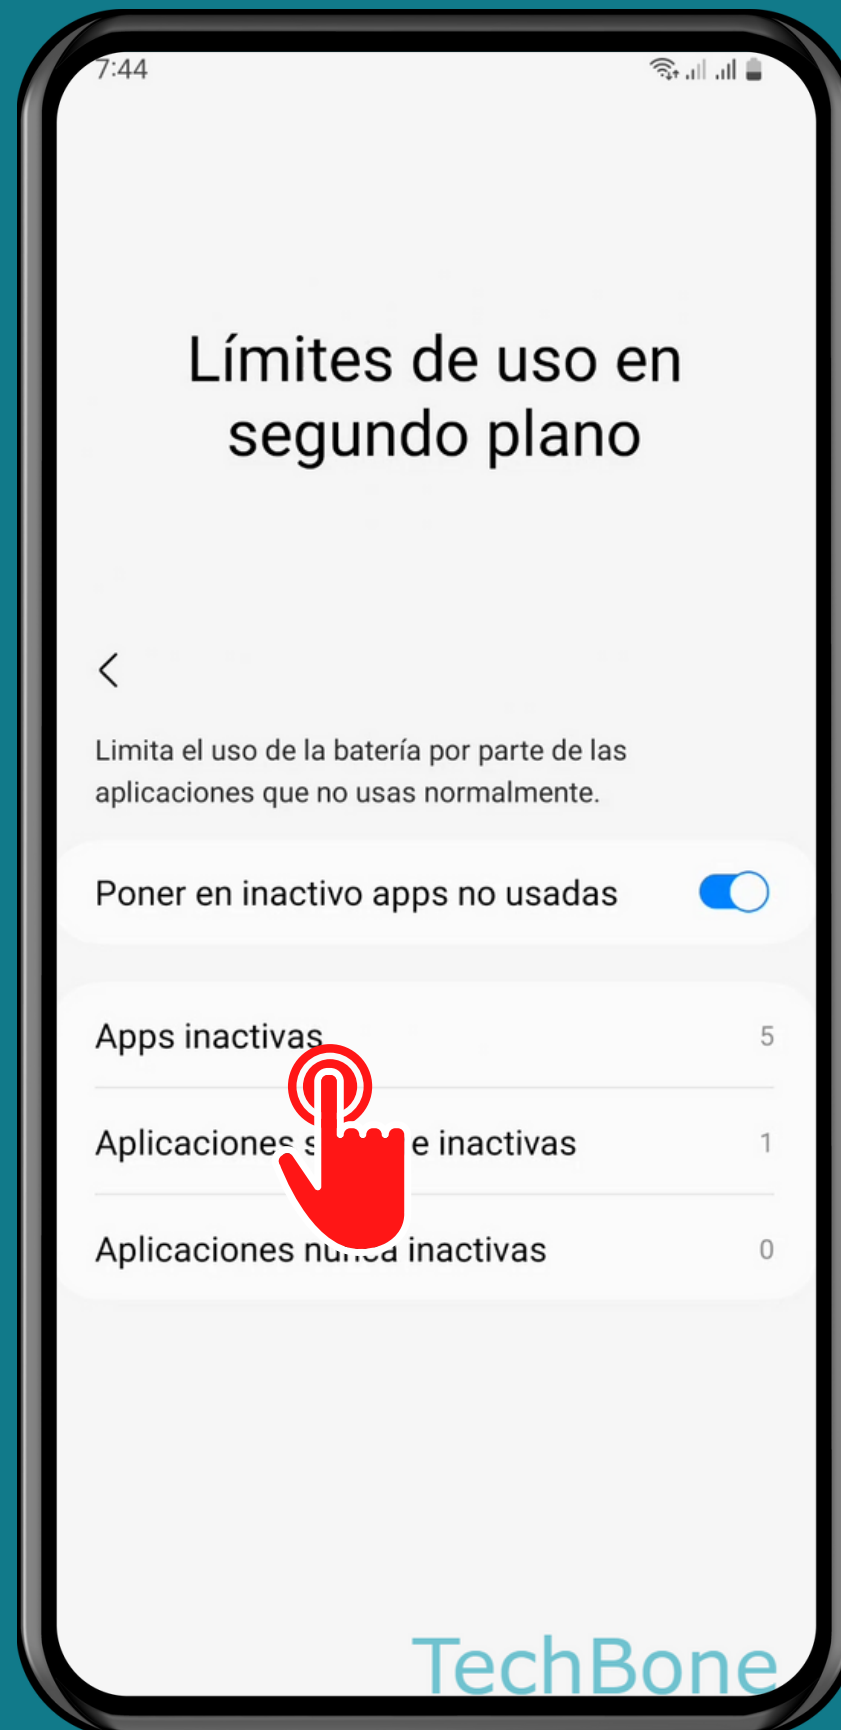 7:44
Límites de uso en
segundo plano
Limita el uso de la batería por parte de las
aplicaciones que no usas normalmente.
Poner en inactivo apps no usadas
Apps inactivas 5
Aplicaciones e inactivas 1
Aplicaciones nunca inactivas 0
TechBone